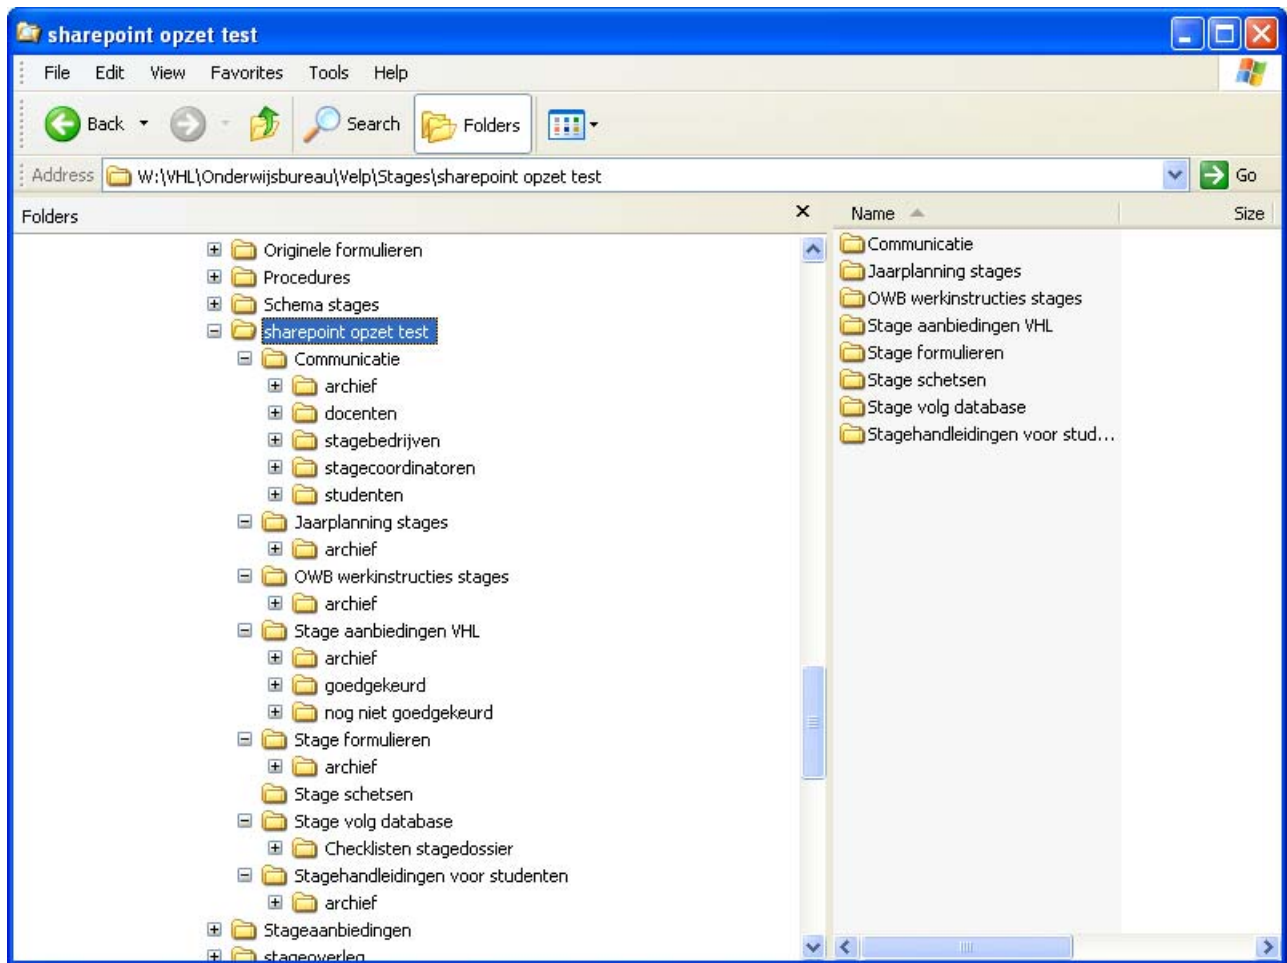 sharepoint opzet test
File Edit View Favorites Tools Help
Back Search Folders
Address W:\VHL\Onderwijsbureau\Velp\Stages\sharepoint opzet test Go
Folders
Originele formulieren
Procedures
Schema stages
sharepoint opzet test
Communicatie
archief
docenten
stagebedrijven
stagecoordinatoren
studenten
Jaarplanning stages
archief
OWB werkinstructies stages
archief
Stage aanbiedingen VHL
archief
goedgekeurd
nog niet goedgekeurd
Stage formulieren
archief
Stage schetsen
Stage volg database
Checklisten stagedossier
Stagehandleidingen voor studenten
archief
Stageaanbiedingen
stageoverleg
Name Size
Communicatie
Jaarplanning stages
OWB werkinstructies stages
Stage aanbiedingen VHL
Stage formulieren
Stage schetsen
Stage volg database
Stagehandleidingen voor stud...